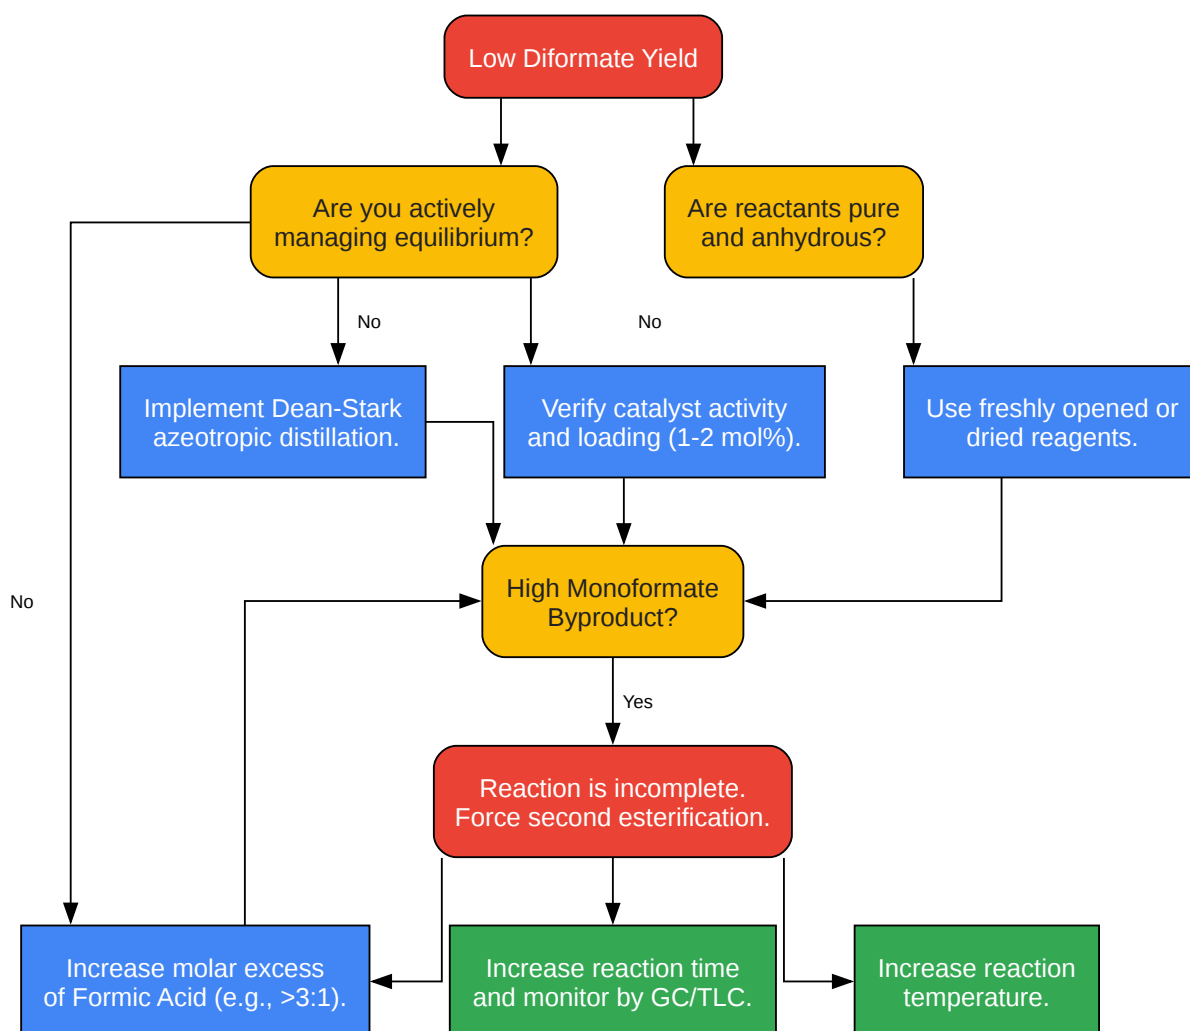 Low Diformate Yield
Are you actively
managing equilibrium?
Are reactants pure
and anhydrous?
No
No
Implement Dean-Stark
azeotropic distillation.
Verify catalyst activity
and loading (1-2 mol%).
Use freshly opened or
dried reagents.
High Monoformate
Byproduct?
No
Yes
Reaction is incomplete.
Force second esterification.
Increase molar excess
of Formic Acid (e.g., >3:1).
Increase reaction time
and monitor by GC/TLC.
Increase reaction
temperature.